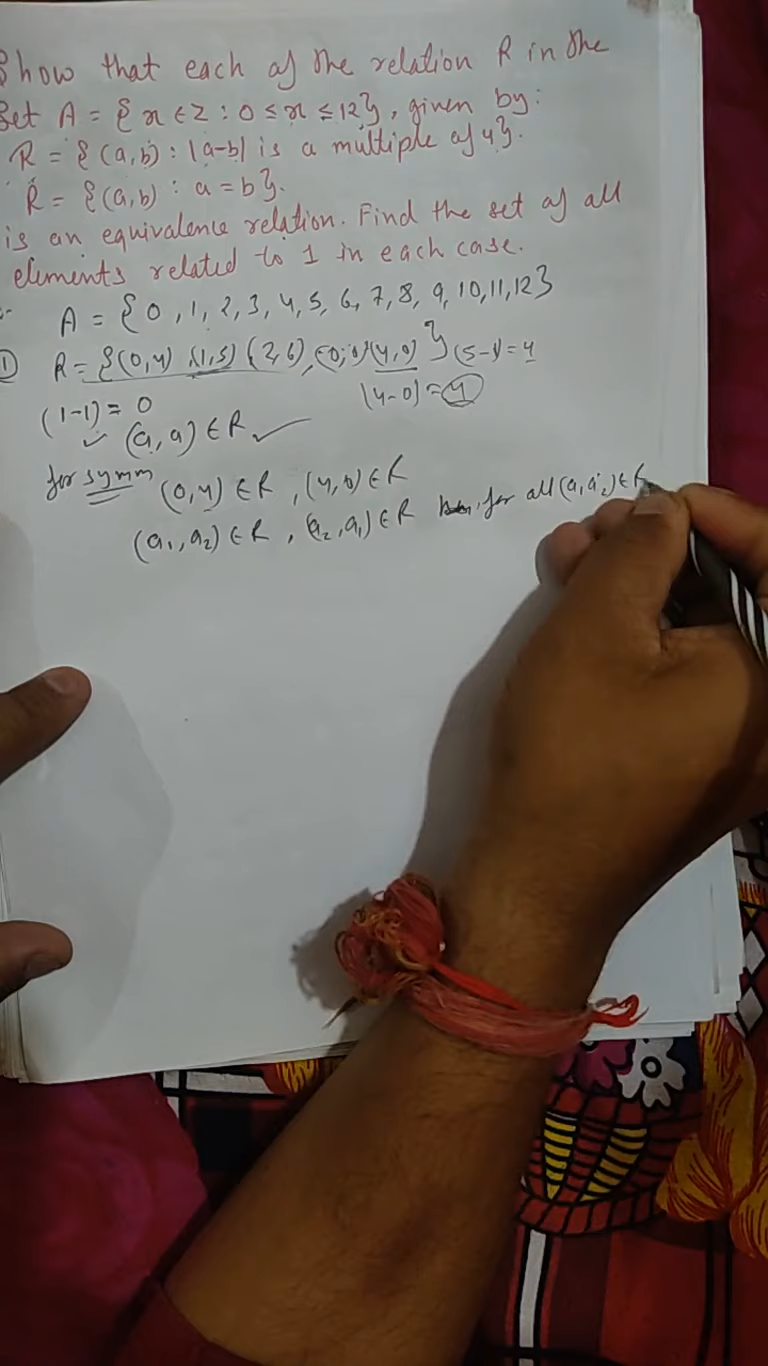 Show that each of the relation R in the
Set A = {x ∈ Z : 0 ≤ x ≤ 12}, given by:
R = {(a,b) : |a-b| is a multiple of 4}.
R = {(a,b) : a = b}.
is an equivalence relation. Find the set of all
elements related to 1 in each case.
A = {0, 1, 2, 3, 4, 5, 6, 7, 8, 9, 10, 11, 12}
① R = {(0,4) (1,5) (2,6), (4,0)} (5-1) = 4
(4-0) = 4
(1-1) = 0
(a, a) ∈ R ✓
for symm (0,4) ∈ R, (4,0) ∈ R
(a₁, a₂) ∈ R, (a₂, a₁) ∈ R for all (a₁ a₂) ∈ R